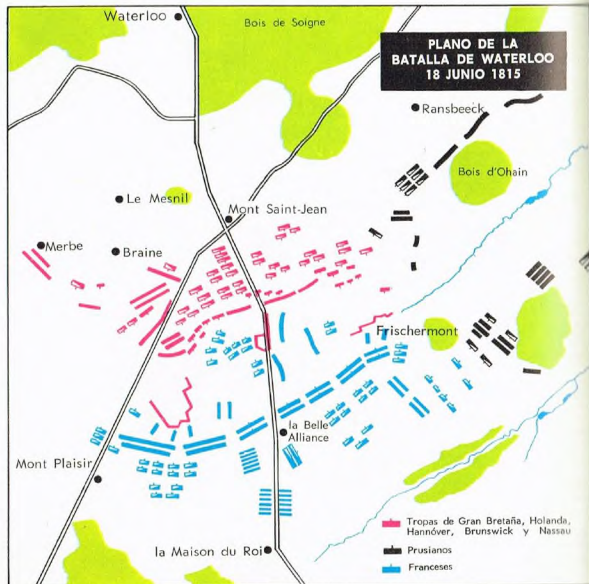 Waterloo
Bois de Soigne
PLANO DE LA
BATALLA DE WATERLOO
18 JUNIO 1815
Ransbeeck
Bois d'Ohain
Le Mesnil
Mont Saint-Jean
Merbe
Braine
Frischermont
la Belle
Alliance
Mont Plaisir
la Maison du Roi
Tropas de Gran Bretaña, Holanda,
Hannóver, Brunswick y Nassau
Prusianos
Franceses